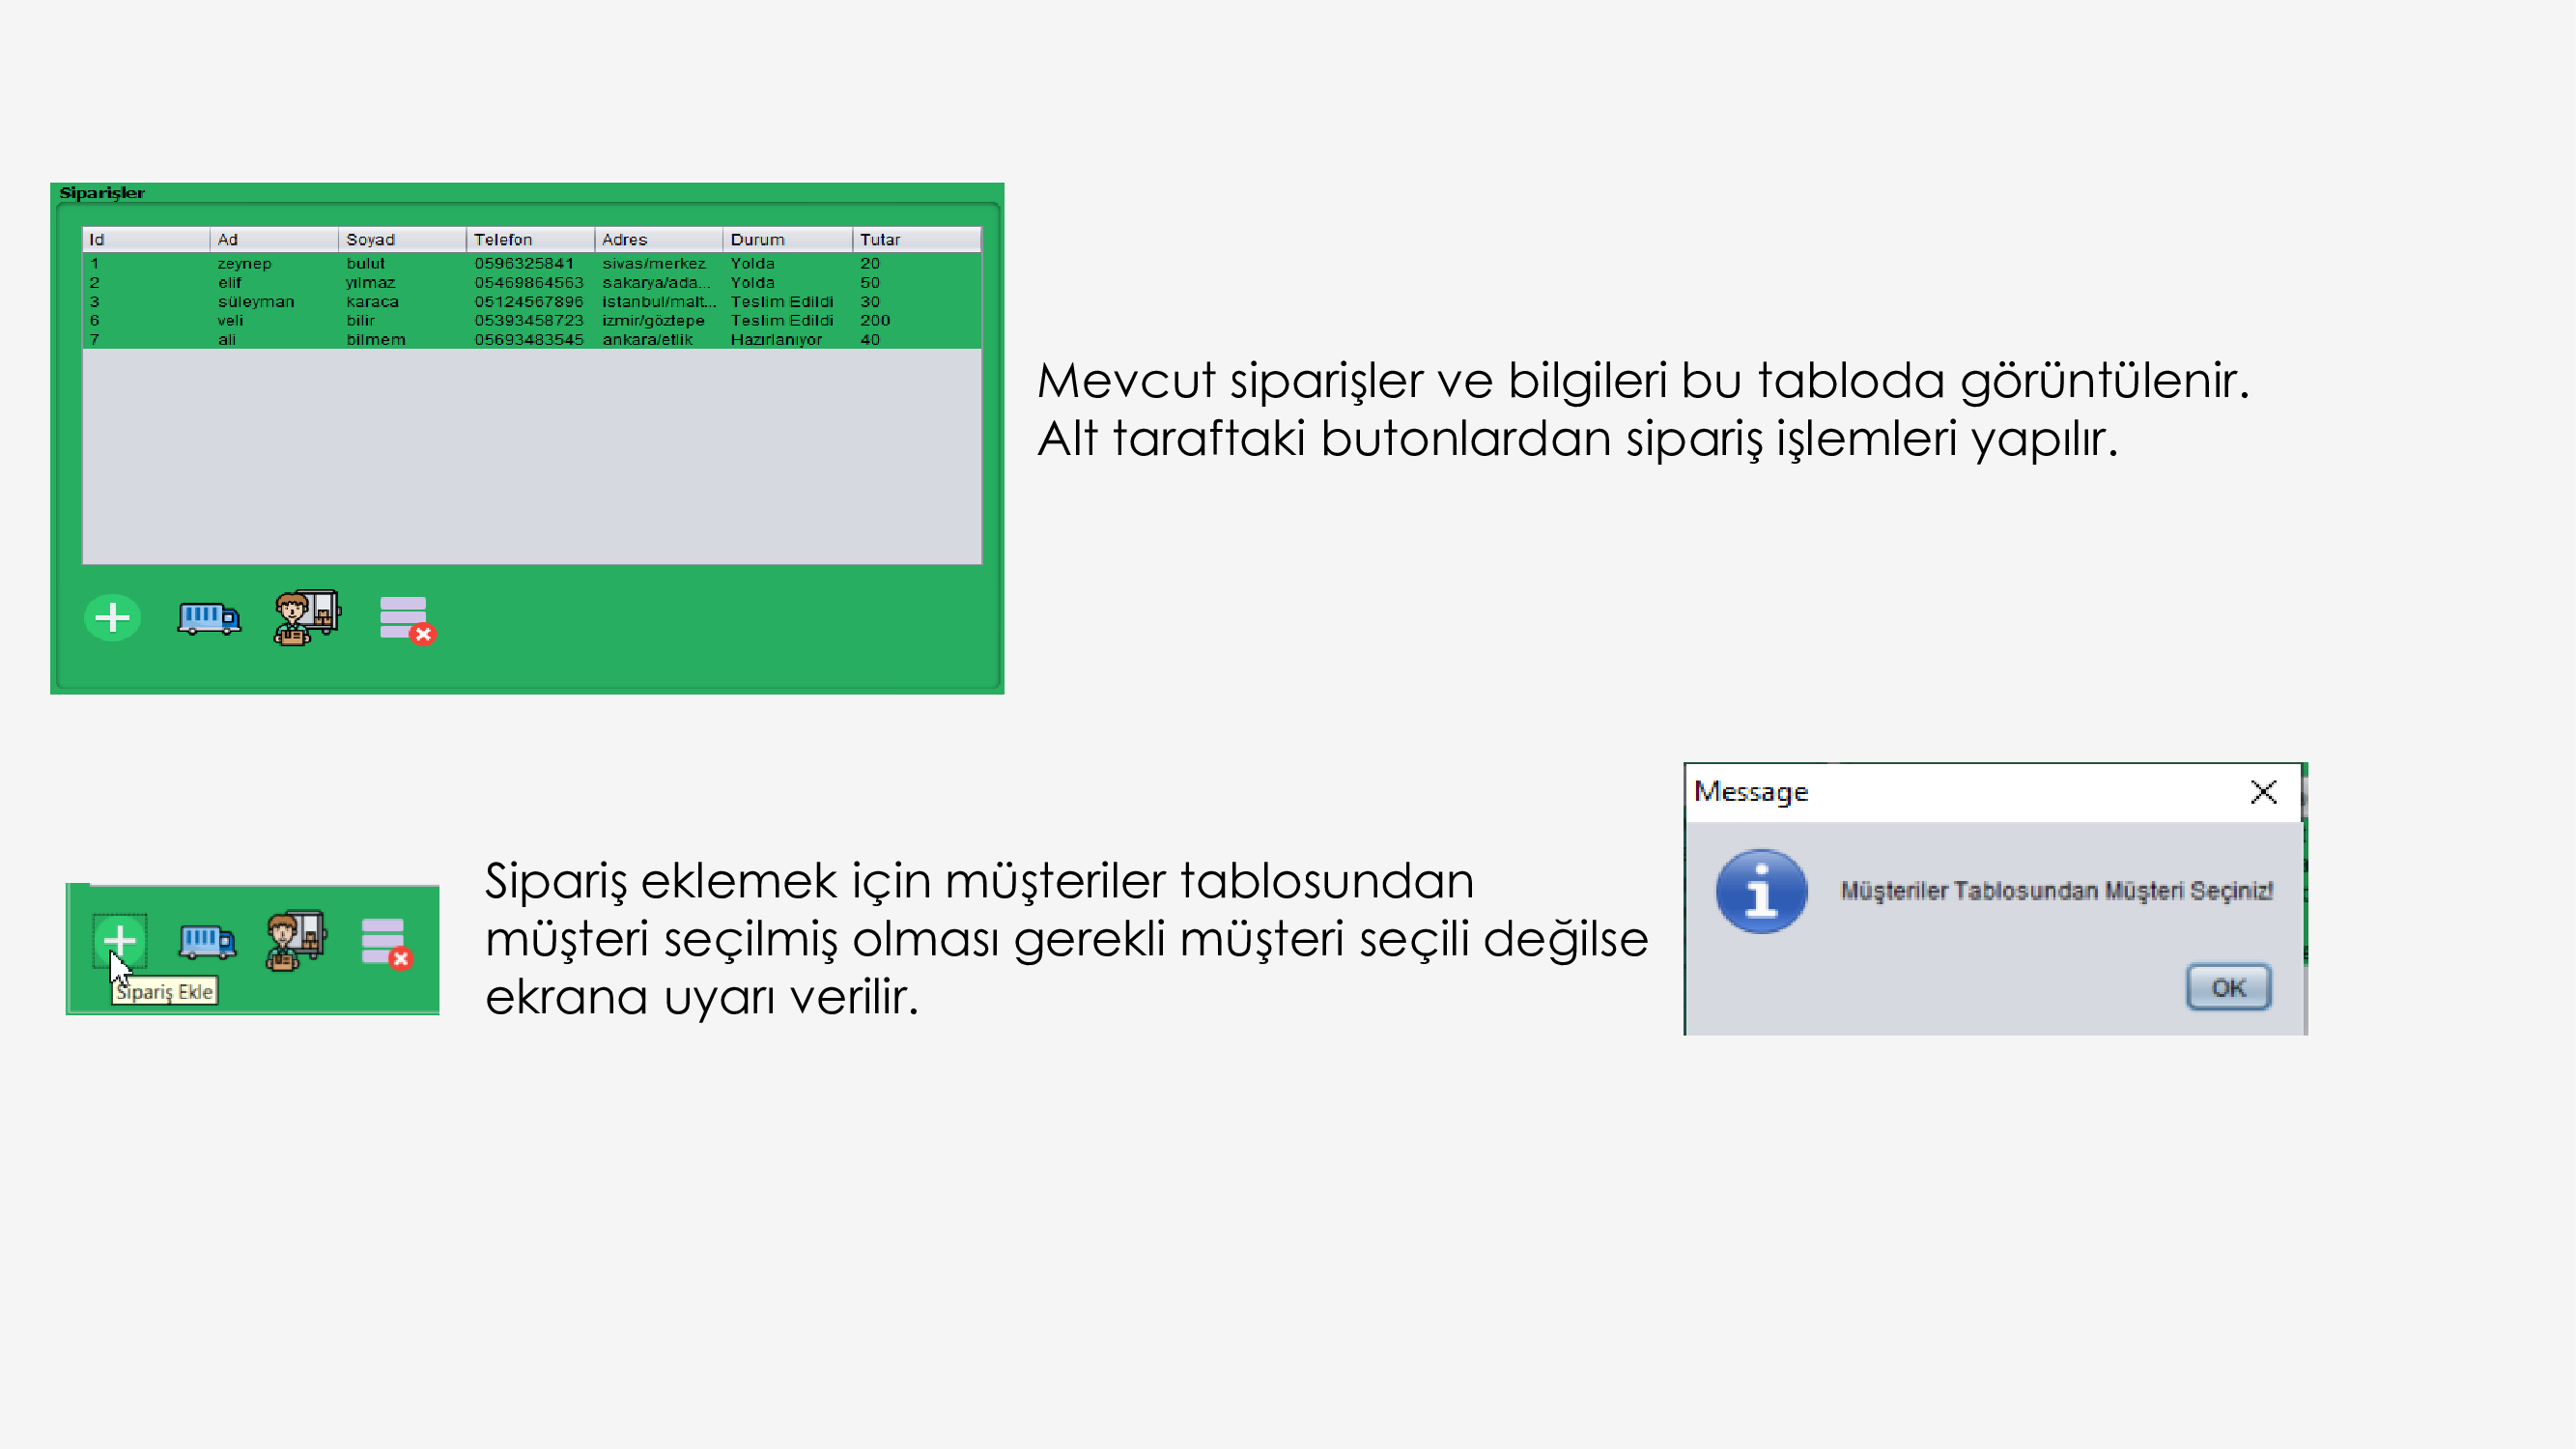 Siparişler
Id Ad Soyad Telefon Adres Durum Tutar
1 zeynep bulut 0596325841 sivas/merkez Yolda 20
2 elif yılmaz 05469864563 sakarya/ada... Yolda 50
3 süleyman karaca 05124567896 istanbul/malt... Teslim Edildi 30
6 veli bilir 05393458723 izmir/göztepe Teslim Edildi 200
7 ali bilmem 05693483545 ankara/etlik Hazırlanıyor 40
Mevcut siparişler ve bilgileri bu tabloda görüntülenir.
Alt taraftaki butonlardan sipariş işlemleri yapılır.
Sipariş Ekle
Sipariş eklemek için müşteriler tablosundan
müşteri seçilmiş olması gerekli müşteri seçili değilse
ekrana uyarı verilir.
Message
Müşteriler Tablosundan Müşteri Seçiniz!
OK